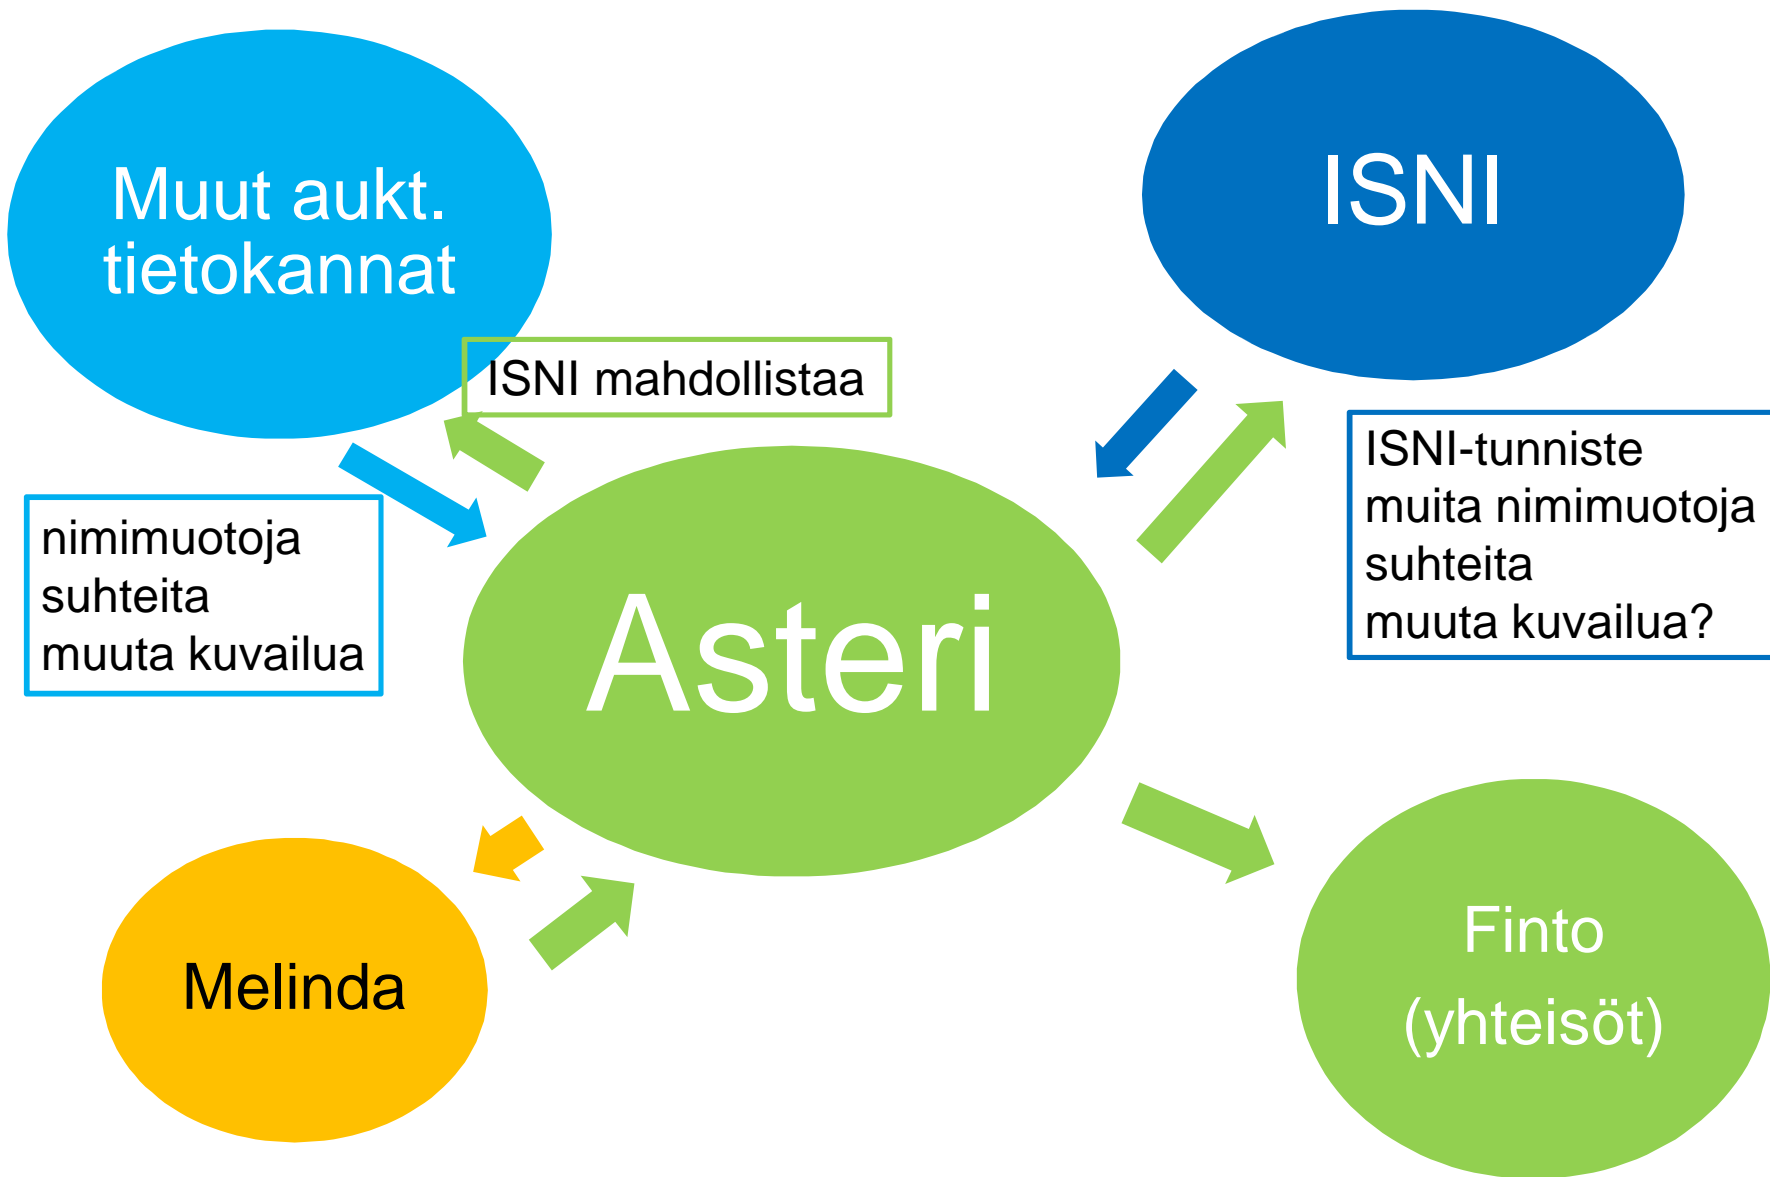 Muut aukt.
tietokannat
ISNI
ISNI mahdollistaa
nimimuotoja
suhteita
muuta kuvailua
ISNI-tunniste
muita nimimuotoja
suhteita
muuta kuvailua?
Asteri
Melinda
Finto
(yhteisöt)